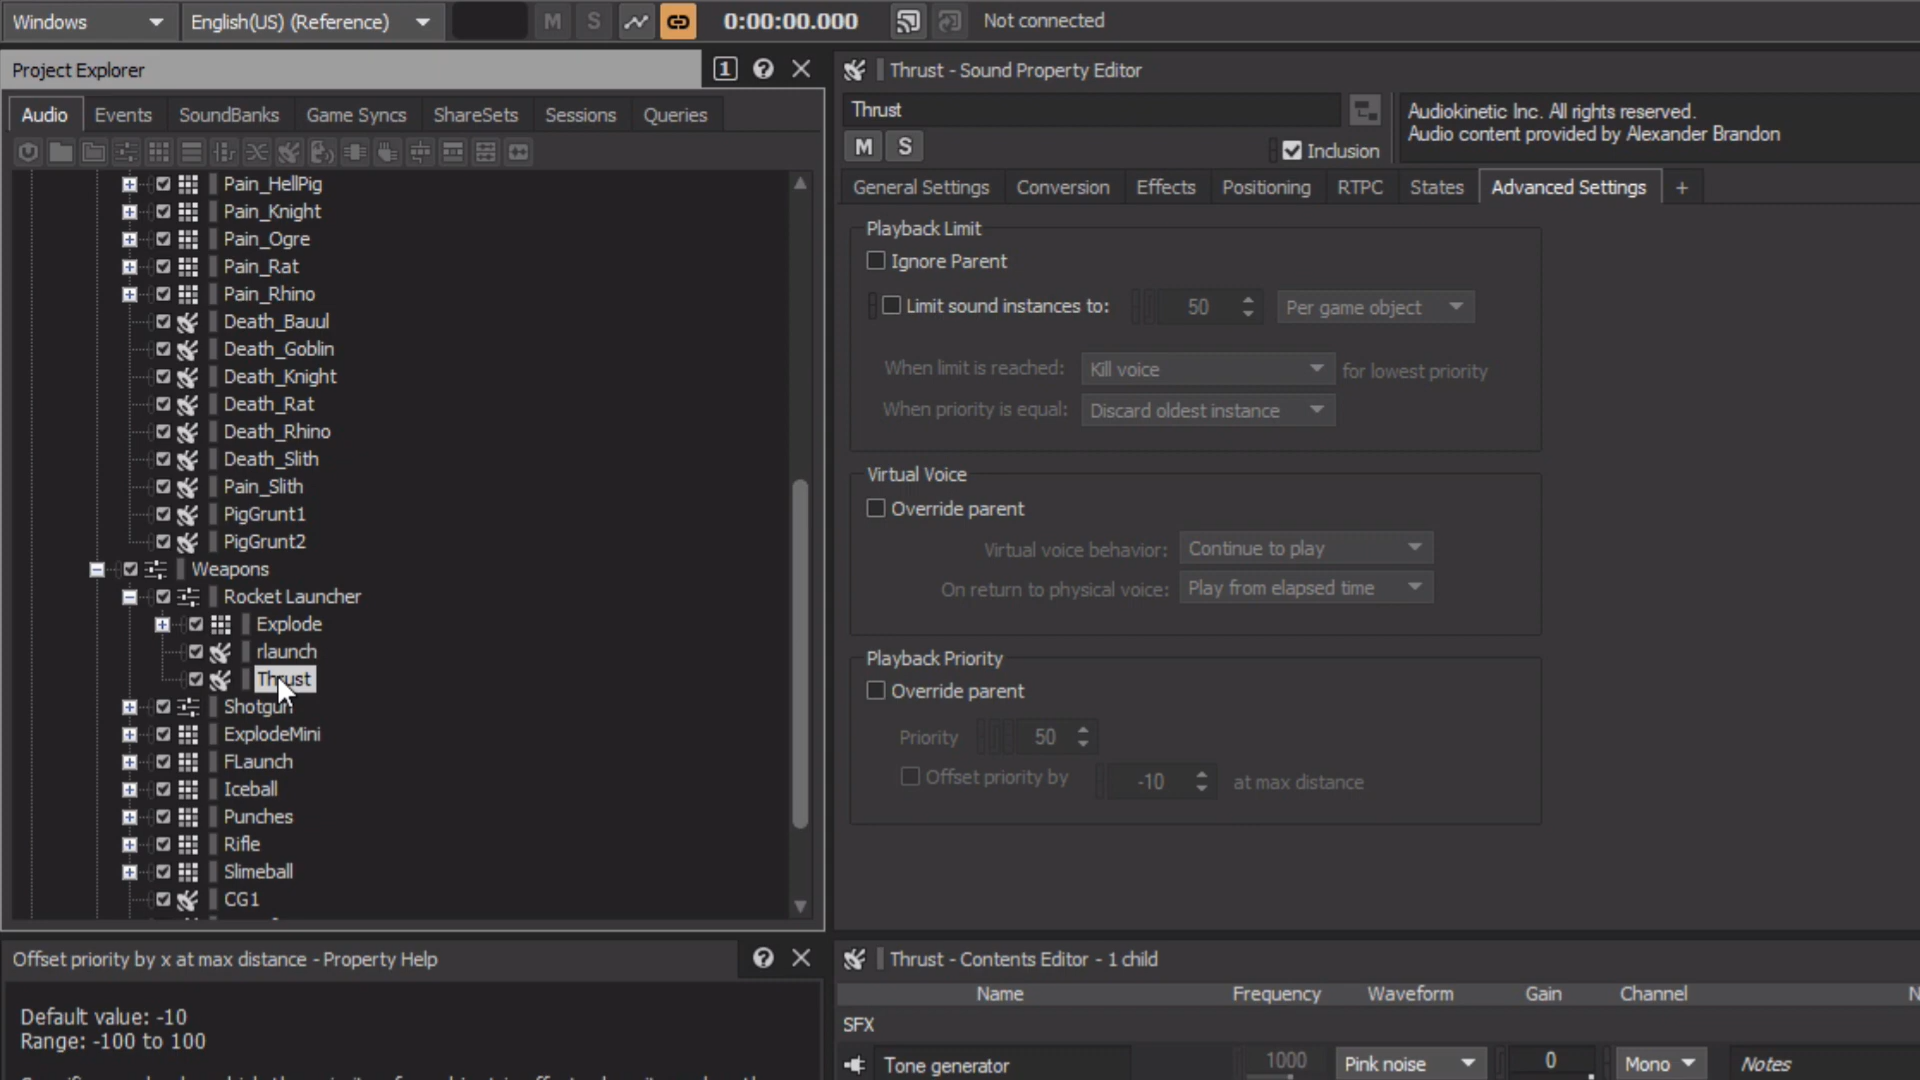 Windows
English(US) (Reference)
M
S
0:00:00.000
Not connected
Project Explorer
1
Audio
Events
SoundBanks
Game Syncs
ShareSets
Sessions
Queries
Pain_HellPig
Pain_Knight
Pain_Ogre
Pain_Rat
Pain_Rhino
Death_Bauul
Death_Goblin
Death_Knight
Death_Rat
Death_Rhino
Death_Slith
Pain_Slith
PigGrunt1
PigGrunt2
Weapons
Rocket Launcher
Explode
rlaunch
Thrust
Shotgun
ExplodeMini
FLaunch
Iceball
Punches
Rifle
Slimeball
CG1
Offset priority by x at max distance - Property Help
Default value: -10
Range: -100 to 100
Thrust - Sound Property Editor
Thrust
M
S
Inclusion
Audiokinetic Inc. All rights reserved.
Audio content provided by Alexander Brandon
General Settings
Conversion
Effects
Positioning
RTPC
States
Advanced Settings
+
Playback Limit
Ignore Parent
Limit sound instances to: 50 Per game object
When limit is reached: Kill voice for lowest priority
When priority is equal: Discard oldest instance
Virtual Voice
Override parent
Virtual voice behavior: Continue to play
On return to physical voice: Play from elapsed time
Playback Priority
Override parent
Priority 50
Offset priority by -10 at max distance
Thrust - Contents Editor - 1 child
Name Frequency Waveform Gain Channel
SFX
Tone generator 1000 Pink noise 0 Mono Notes